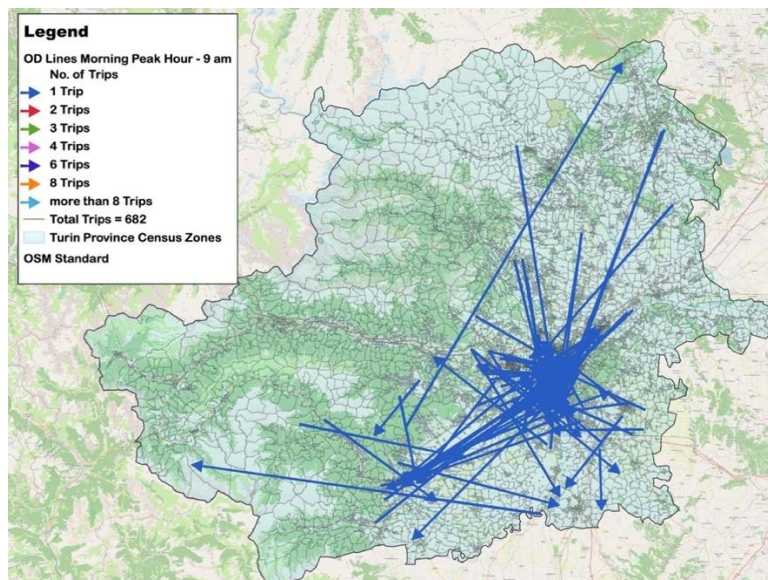 Legend
OD Lines Morning Peak Hour - 9 am
No. of Trips
1 Trip
2 Trips
3 Trips
4 Trips
6 Trips
8 Trips
more than 8 Trips
Total Trips = 682
Turin Province Census Zones
OSM Standard